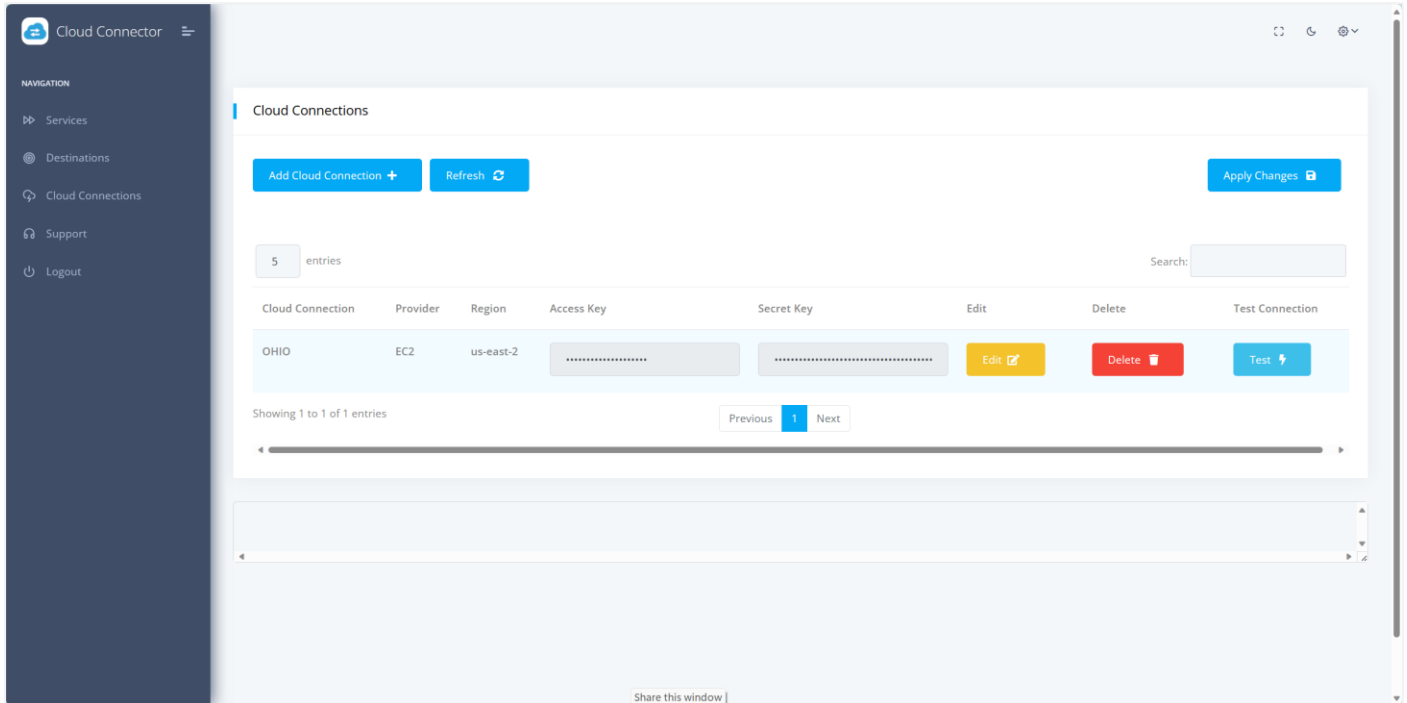 Cloud Connector
NAVIGATION
Services
Destinations
Cloud Connections
Support
Logout
Cloud Connections
Add Cloud Connection
Refresh
Apply Changes
5 entries
Search:
Cloud Connection Provider Region Access Key Secret Key Edit Delete Test Connection
OHIO EC2 us-east-2 •••••••••••••••••••• •••••••••••••••••••••••••••••••••••••••• Edit Delete Test
Showing 1 to 1 of 1 entries
Previous 1 Next
Share this window |